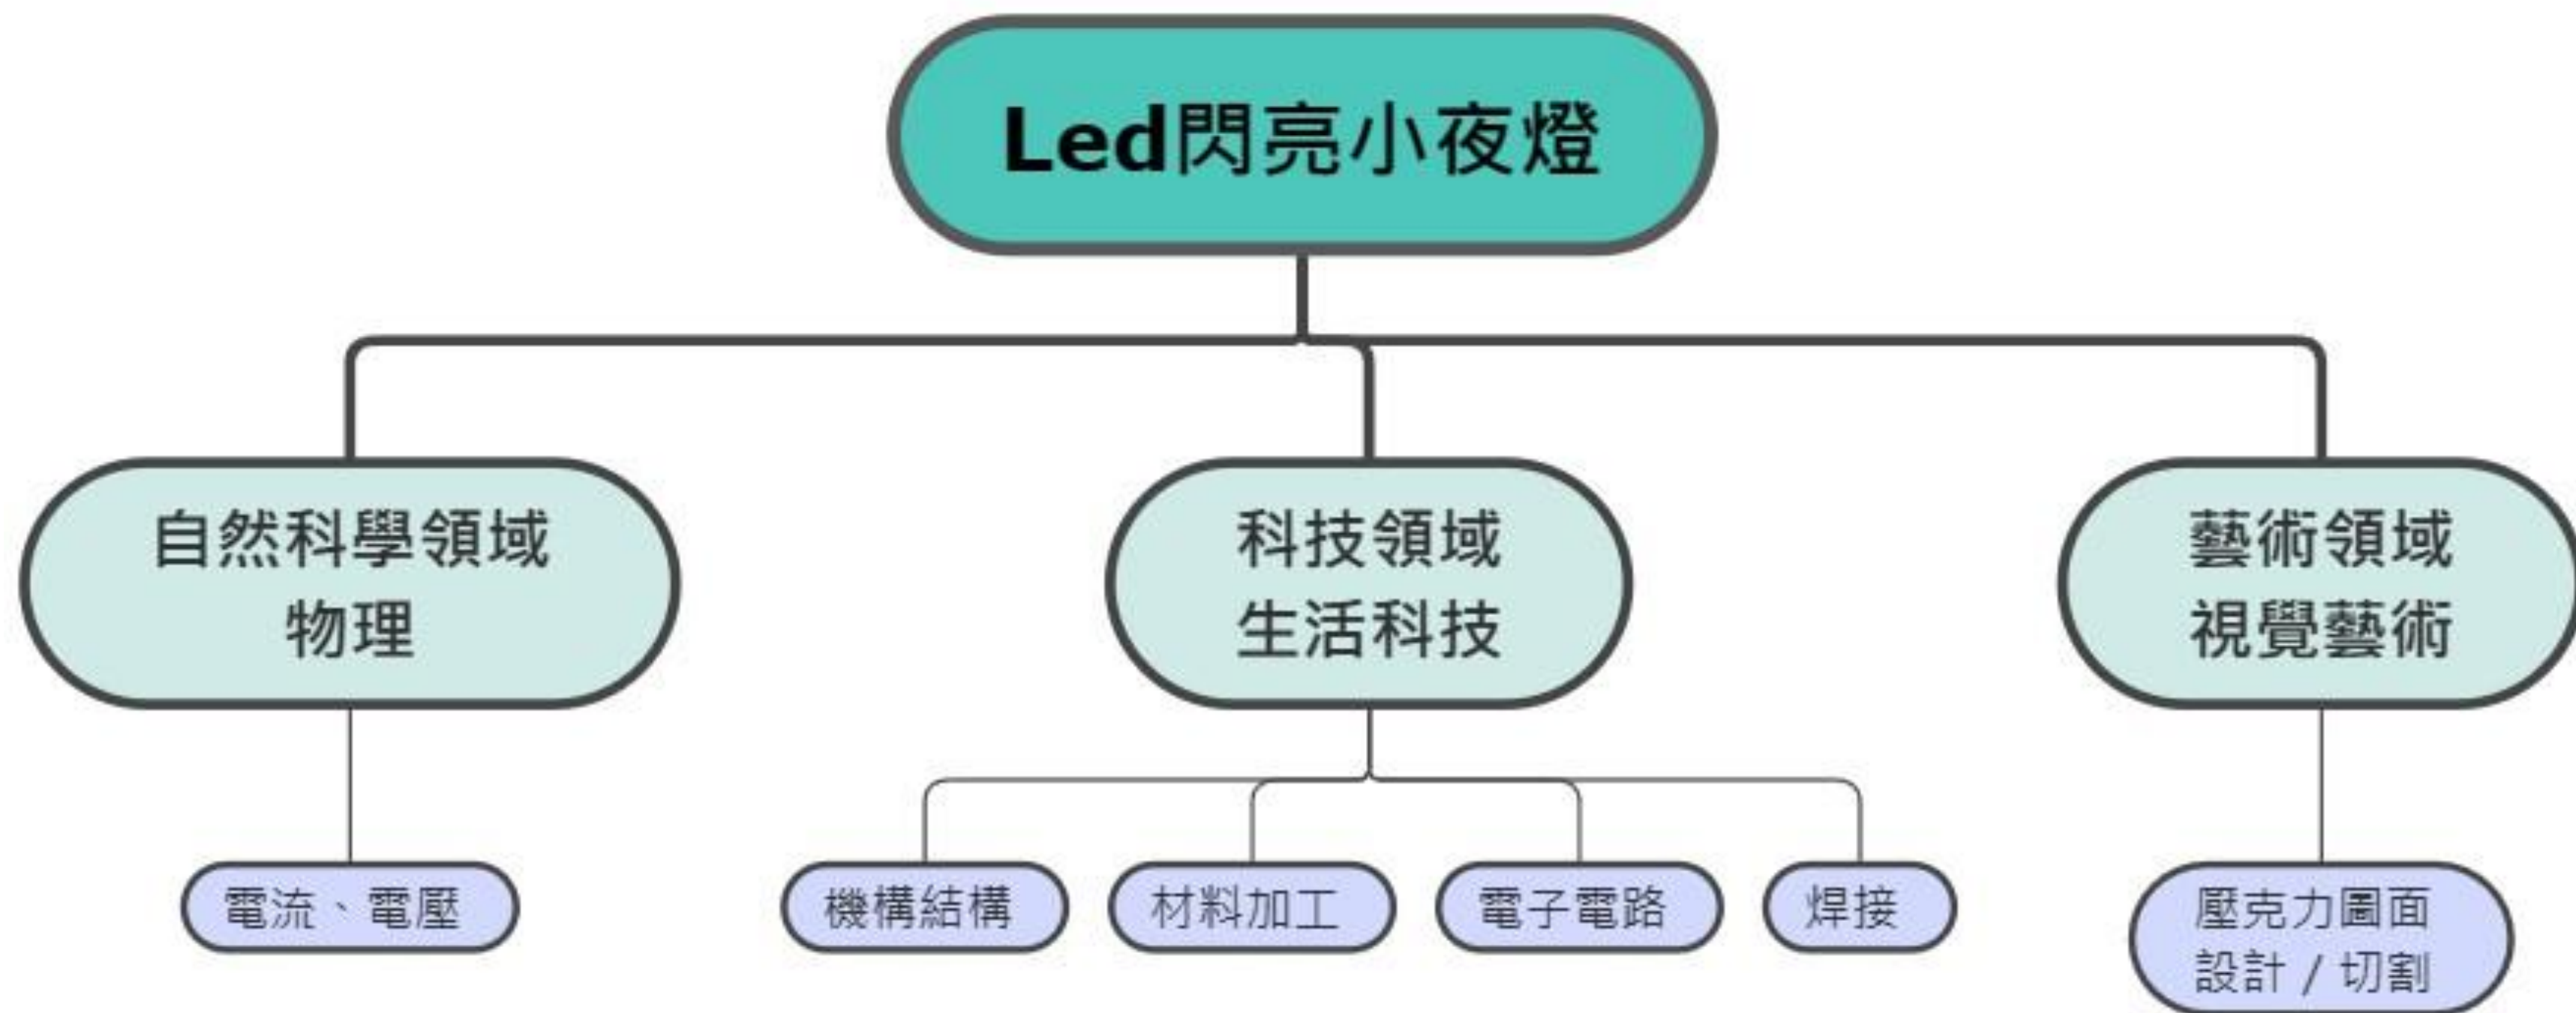 Led閃亮小夜燈
自然科學領域
物理
科技領域
生活科技
藝術領域
視覺藝術
電流、電壓
機構結構
材料加工
電子電路
焊接
壓克力圖面
設計 / 切割